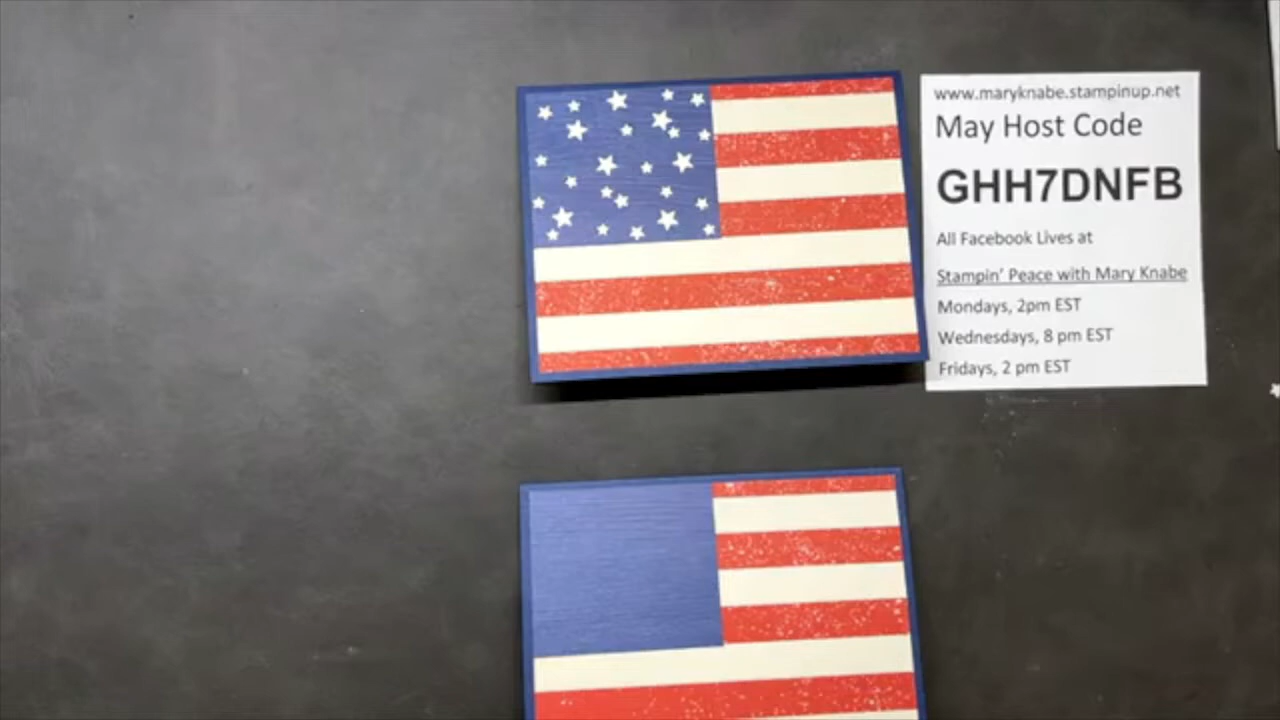 www.maryknabe.stampinup.net
May Host Code
GHH7DNFB
All Facebook Lives at
Stampin' Peace with Mary Knabe
Mondays, 2pm EST
Wednesdays, 8 pm EST
Fridays, 2 pm EST